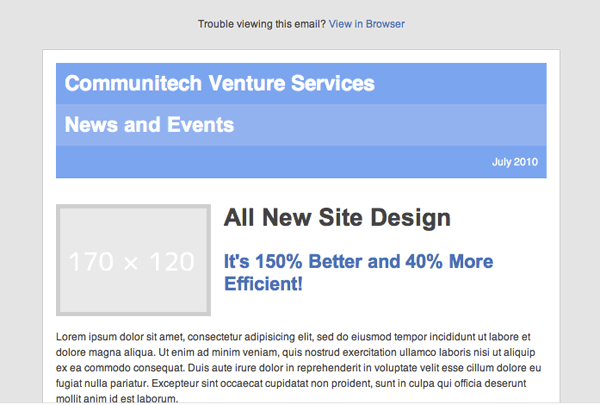 Trouble viewing this email? View in Browser
Communitech Venture Services
News and Events
July 2010
170 × 120
All New Site Design
It's 150% Better and 40% More
Efficient!
Lorem ipsum dolor sit amet, consectetur adipisicing elit, sed do eiusmod tempor incididunt ut labore et
dolore magna aliqua. Ut enim ad minim veniam, quis nostrud exercitation ullamco laboris nisi ut aliquip
ex ea commodo consequat. Duis aute irure dolor in reprehenderit in voluptate velit esse cillum dolore eu
fugiat nulla pariatur. Excepteur sint occaecat cupidatat non proident, sunt in culpa qui officia deserunt
mollit anim id est laborum.